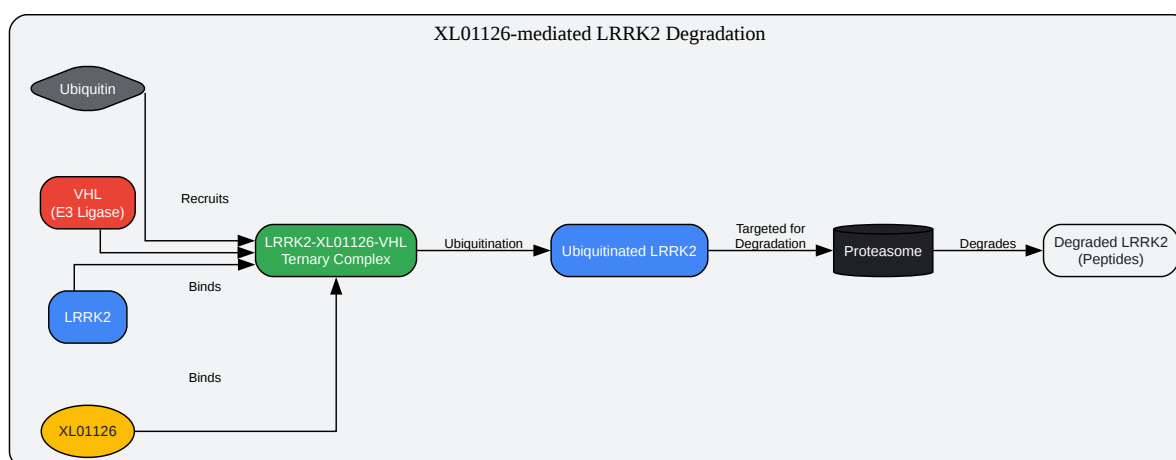 XL01126-mediated LRRK2 Degradation
Ubiquitin
VHL
(E3 Ligase)
Recruits
LRRK2-XL01126-VHL
Ternary Complex
Ubiquitination
Ubiquitinated LRRK2
Targeted for
Degradation
Proteasome
Degrades
Degraded LRRK2
(Peptides)
Binds
LRRK2
Binds
XL01126